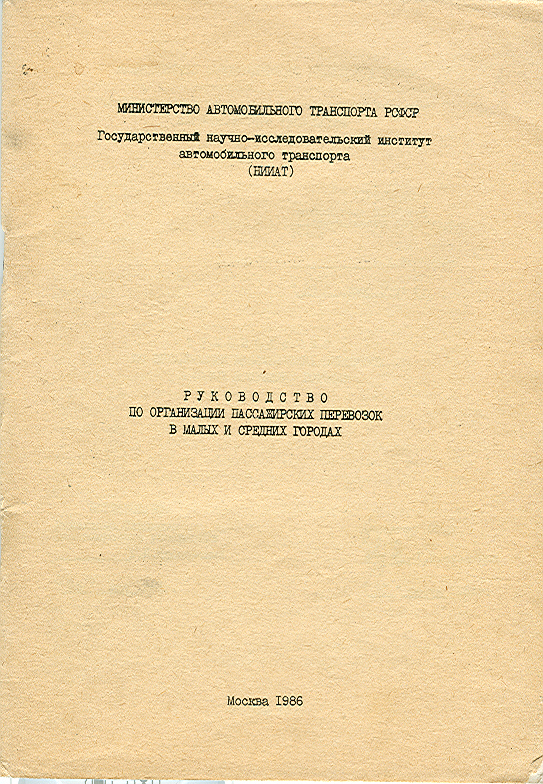 МИНИСТЕРСТВО АВТОМОБИЛЬНОГО ТРАНСПОРТА РСФСР
Государственный научно-исследовательский институт
автомобильного транспорта
(НИИАТ)
Р У К О В О Д С Т В О
ПО ОРГАНИЗАЦИИ ПАССАЖИРСКИХ ПЕРЕВОЗОК
В МАЛЫХ И СРЕДНИХ ГОРОДАХ
Москва 1986